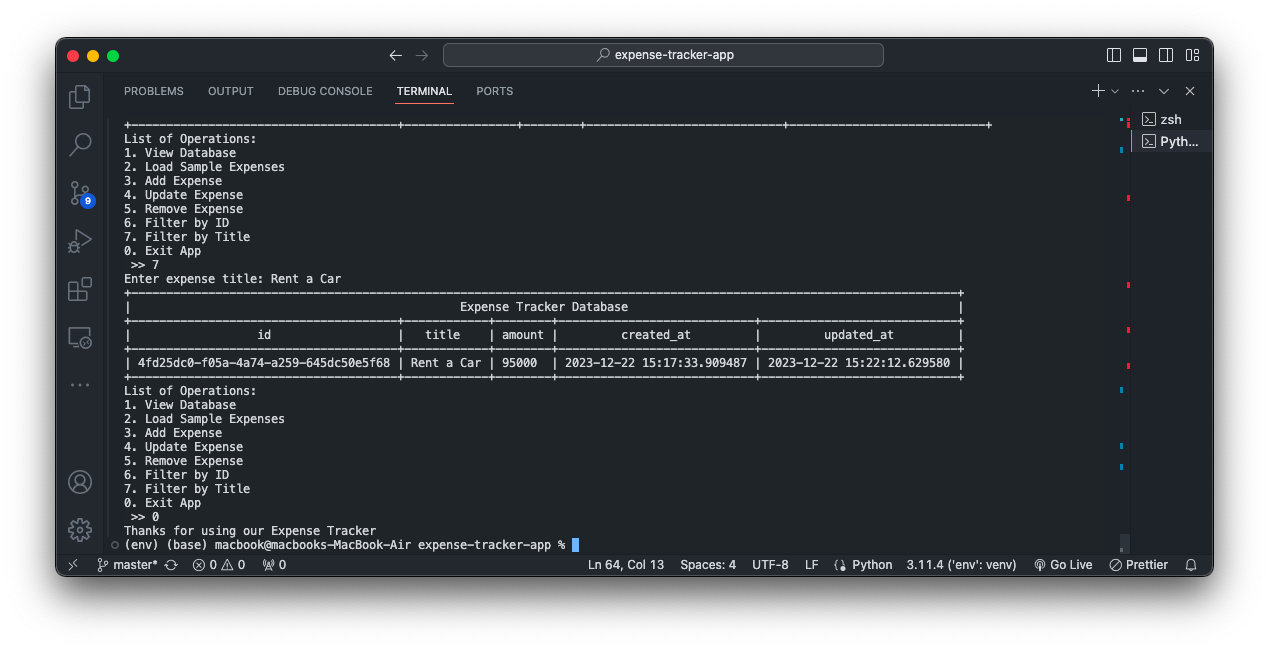 expense-tracker-app
PROBLEMS OUTPUT DEBUG CONSOLE TERMINAL PORTS
zsh
Pyth...
9
+--------------------------------------+----------------+--------+----------------------------+----------------------------+
List of Operations:
1. View Database
2. Load Sample Expenses
3. Add Expense
4. Update Expense
5. Remove Expense
6. Filter by ID
7. Filter by Title
0. Exit App
>> 7
Enter expense title: Rent a Car
+----------------------------------------------------------------------------------------------------------------------+
| Expense Tracker Database |
+--------------------------------------+------------+--------+----------------------------+----------------------------+
| id | title | amount | created_at | updated_at |
+--------------------------------------+------------+--------+----------------------------+----------------------------+
| 4fd25dc0-f05a-4a74-a259-645dc50e5f68 | Rent a Car | 95000 | 2023-12-22 15:17:33.909487 | 2023-12-22 15:22:12.629580 |
+--------------------------------------+------------+--------+----------------------------+----------------------------+
List of Operations:
1. View Database
2. Load Sample Expenses
3. Add Expense
4. Update Expense
5. Remove Expense
6. Filter by ID
7. Filter by Title
0. Exit App
>> 0
Thanks for using our Expense Tracker
(env) (base) macbook@macbooks-MacBook-Air expense-tracker-app %
master* 0 0 0 Ln 64, Col 13 Spaces: 4 UTF-8 LF Python 3.11.4 ('env': venv) Go Live Prettier